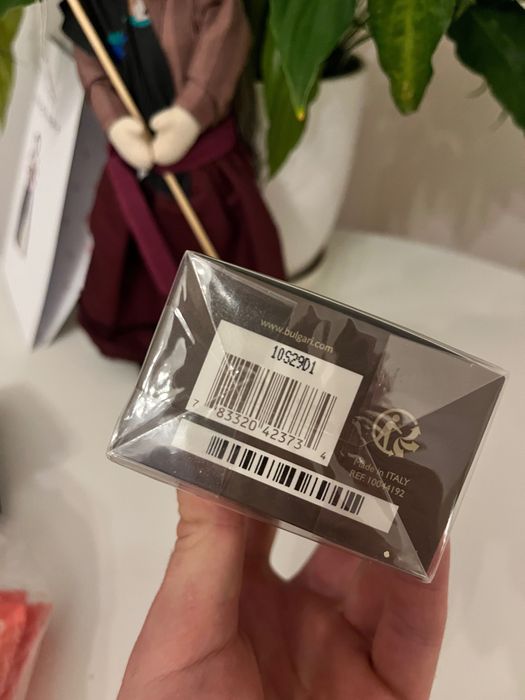 www.bulgari.com
10S29D1
7 83320 42373 4
Made in ITALY
REF. 10044192